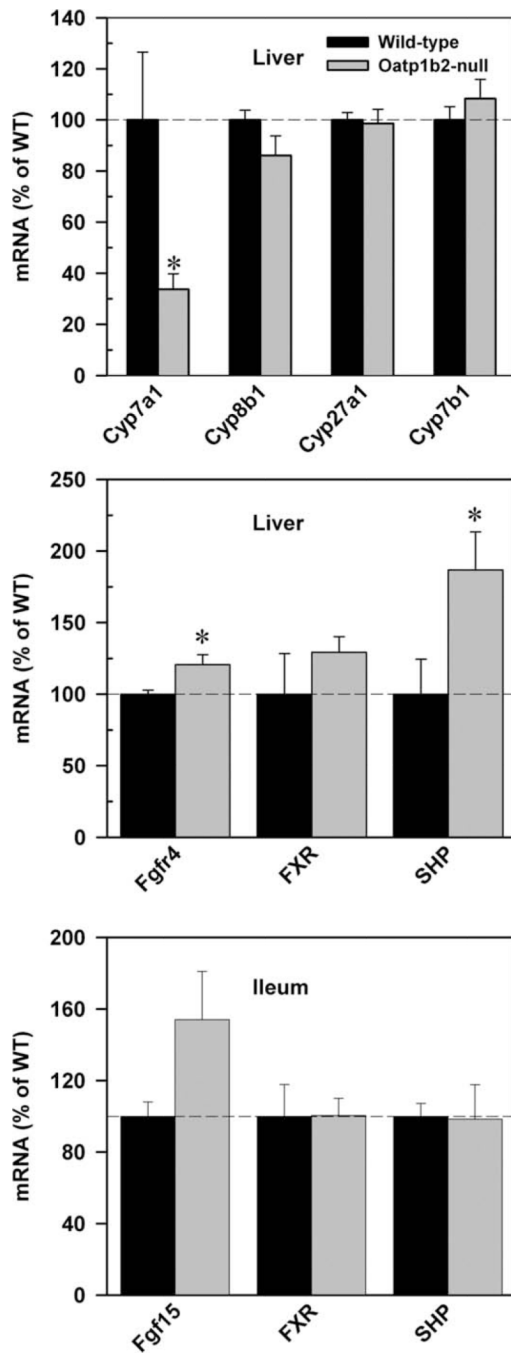 mRNA (% of WT)
140
120
100
80
60
40
20
0
Liver
Wild-type
Oatp1b2-null
*
Cyp7a1
Cyp8b1
Cyp27a1
Cyp7b1
mRNA (% of WT)
250
200
150
100
50
0
Liver
*
*
Fgfr4
FXR
SHP
mRNA (% of WT)
200
160
120
80
40
0
Ileum
Fgf15
FXR
SHP